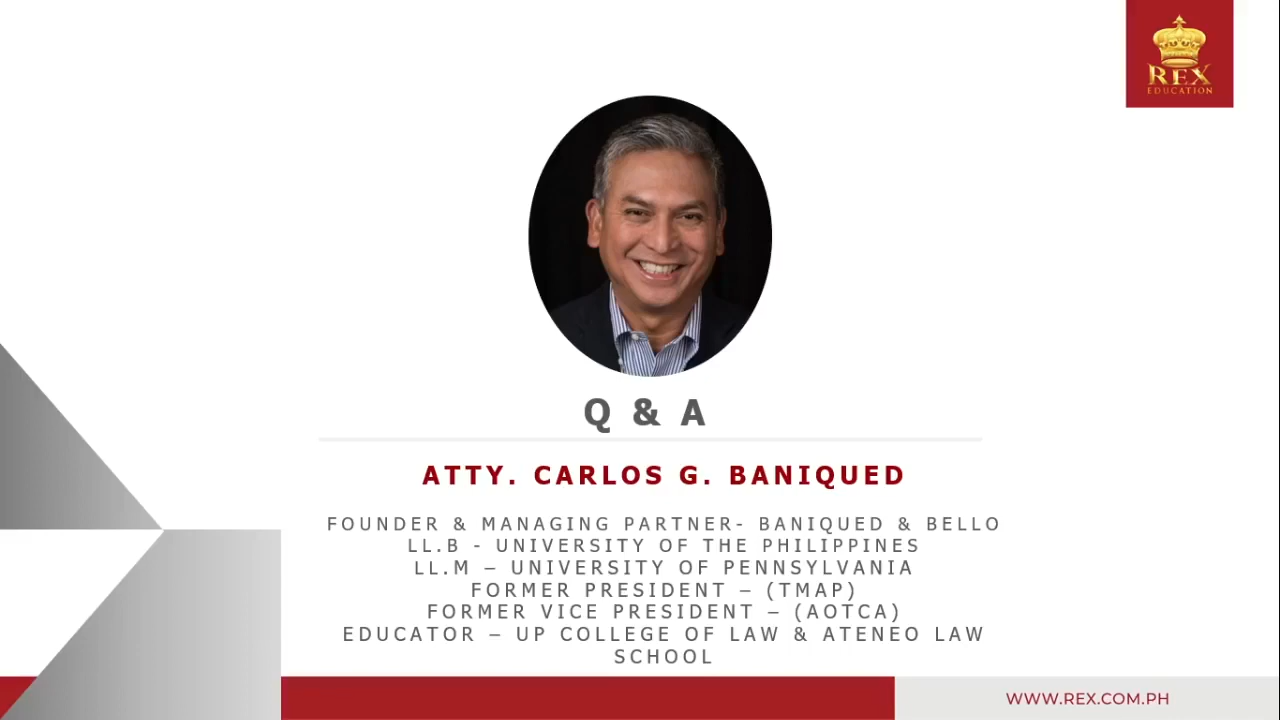 REX
EDUCATION
Q & A
ATTY. CARLOS G. BANIQUED
FOUNDER & MANAGING PARTNER- BANIQUED & BELLO
LL.B - UNIVERSITY OF THE PHILIPPINES
LL.M – UNIVERSITY OF PENNSYLVANIA
FORMER PRESIDENT – (TMAP)
FORMER VICE PRESIDENT – (AOTCA)
EDUCATOR – UP COLLEGE OF LAW & ATENEO LAW
SCHOOL
WWW.REX.COM.PH